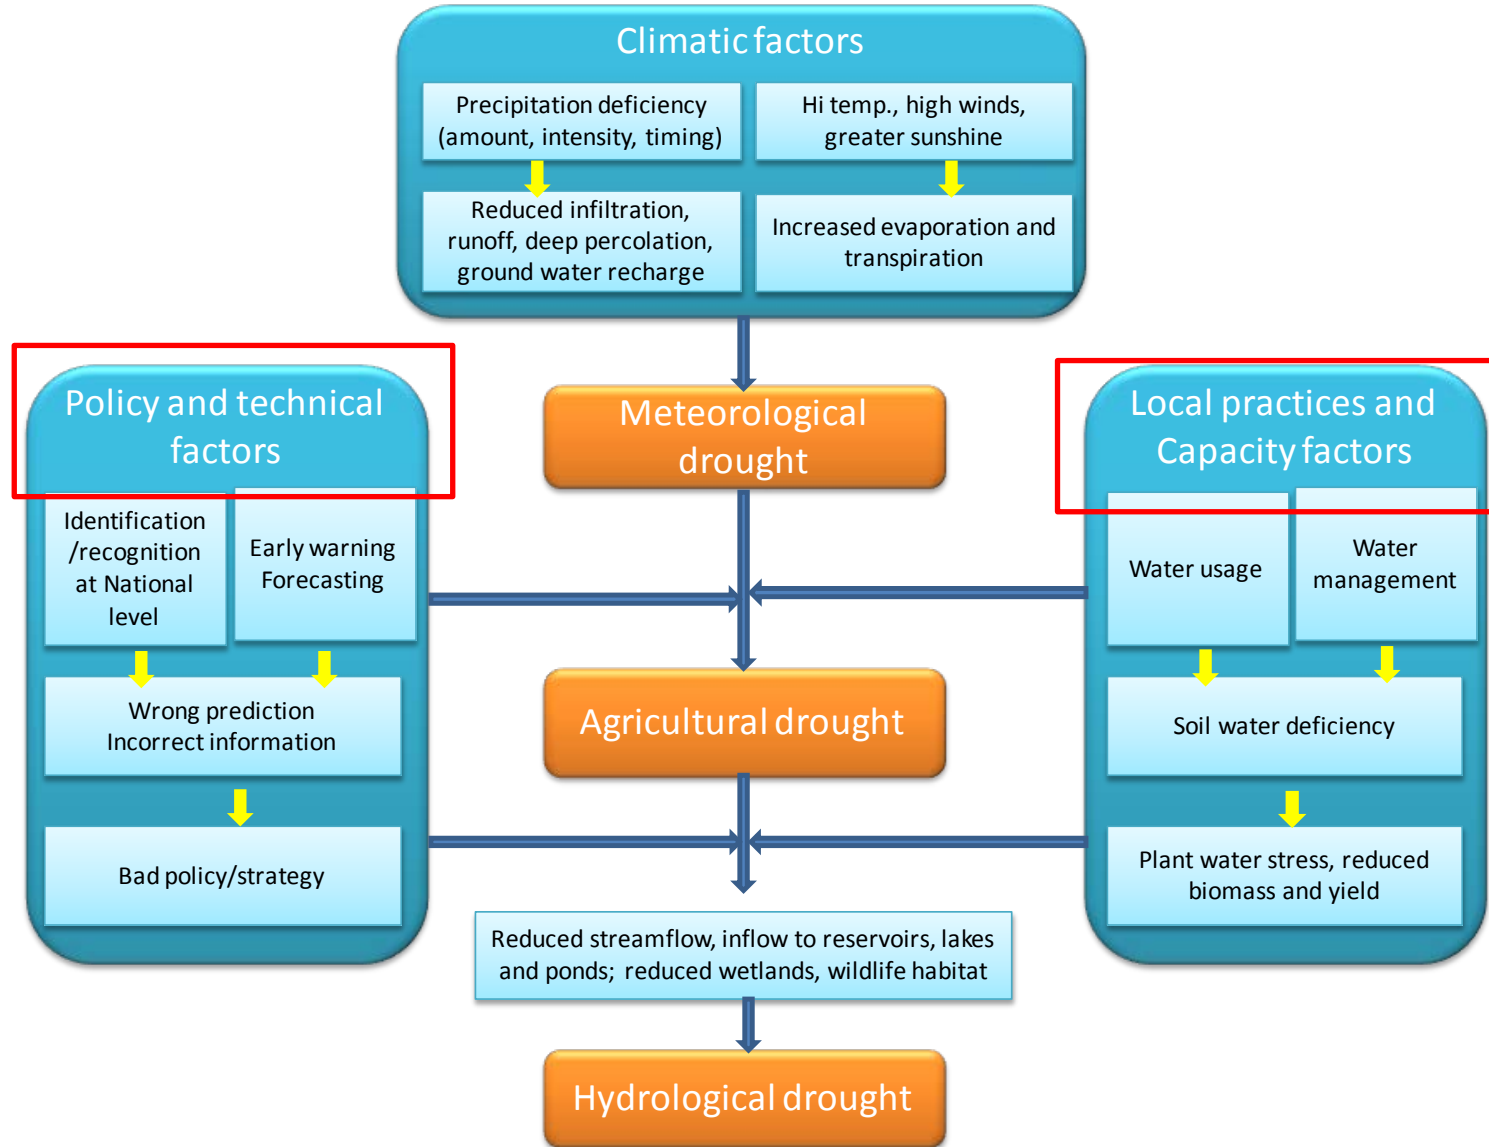 Climatic factors
Precipitation deficiency
(amount, intensity, timing)
Hi temp., high winds,
greater sunshine
Reduced infiltration,
runoff, deep percolation,
ground water recharge
Increased evaporation and
transpiration
Policy and technical
factors
Identification
/recognition
at National
level
Early warning
Forecasting
Wrong prediction
Incorrect information
Bad policy/strategy
Meteorological
drought
Agricultural drought
Reduced streamflow, inflow to reservoirs, lakes
and ponds; reduced wetlands, wildlife habitat
Hydrological drought
Local practices and
Capacity factors
Water usage
Water
management
Soil water deficiency
Plant water stress, reduced
biomass and yield